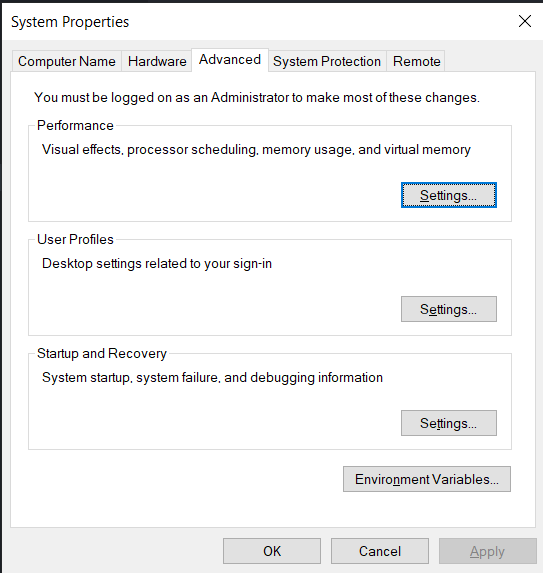 System Properties
Computer Name Hardware Advanced System Protection Remote
You must be logged on as an Administrator to make most of these changes.
Performance
Visual effects, processor scheduling, memory usage, and virtual memory
Settings...
User Profiles
Desktop settings related to your sign-in
Settings...
Startup and Recovery
System startup, system failure, and debugging information
Settings...
Environment Variables...
OK Cancel Apply